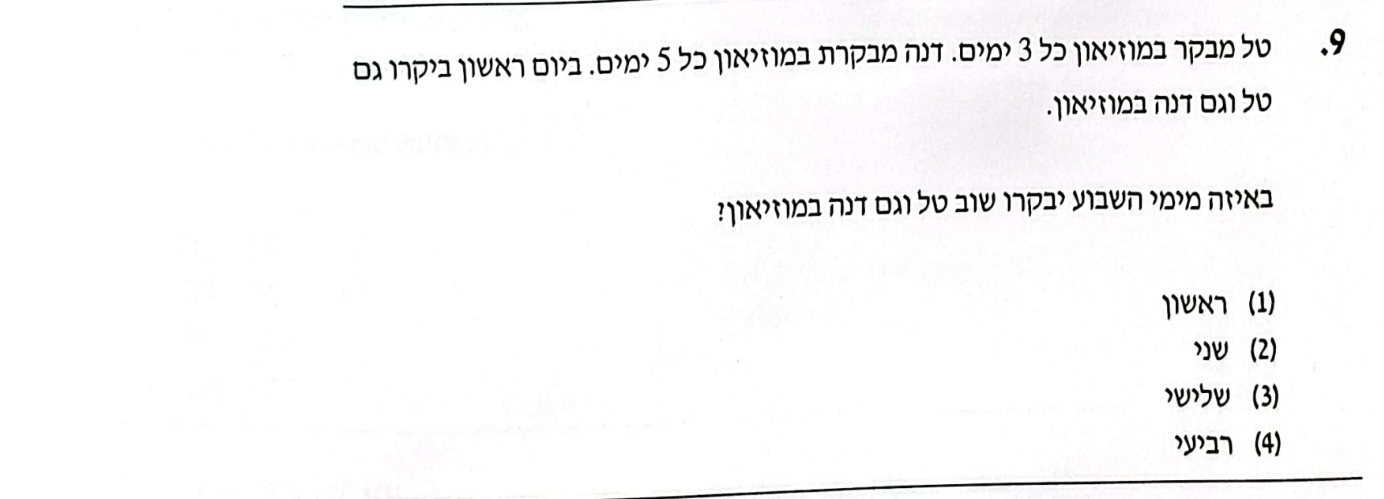 9. טל מבקר במוזיאון כל 3 ימים. דנה מבקרת במוזיאון כל 5 ימים. ביום ראשון ביקרו גם
טל וגם דנה במוזיאון.
באיזה מימי השבוע יבקרו שוב טל וגם דנה במוזיאון?
(1) ראשון
(2) שני
(3) שלישי
(4) רביעי